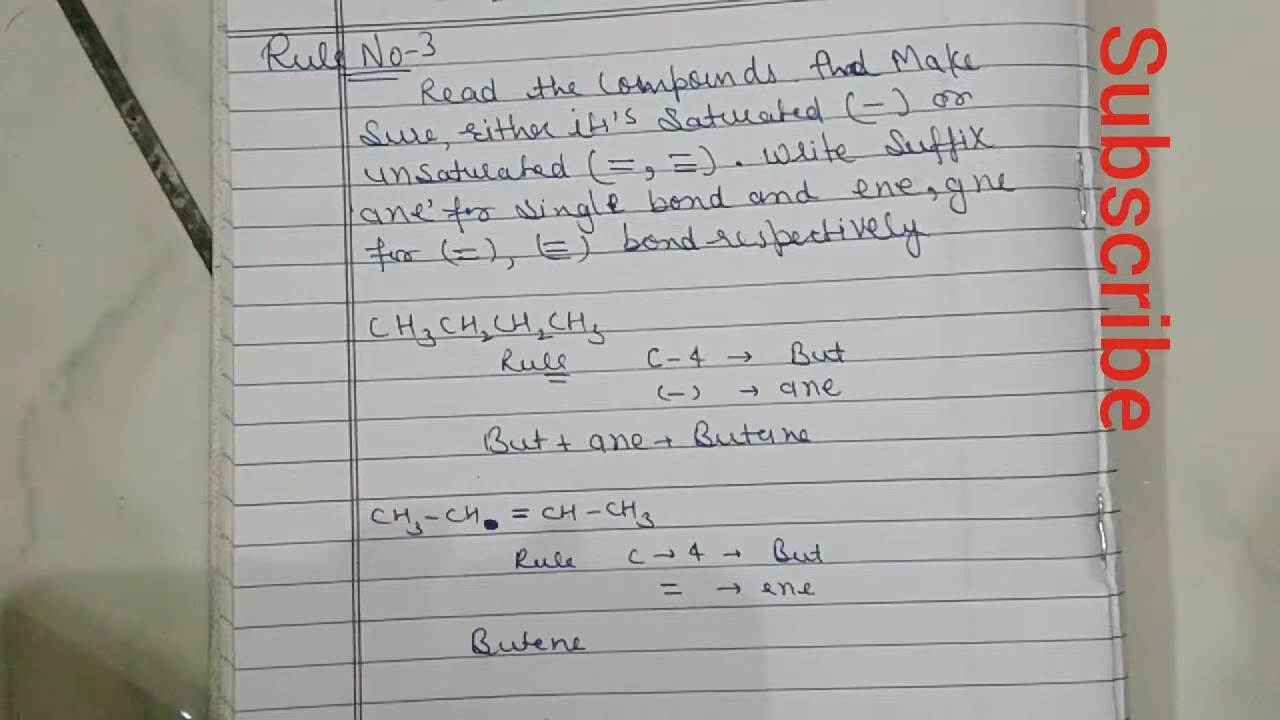 Rule No-3
Read the Compounds And Make
Sure, either it's Saturated (-) or
unsaturated (=, ≡). Write Suffix
ane' for single bond and ene, yne
for (=), (≡) bond respectively
CH₃CH₂CH₂CH₃
Rule C-4 → But
(-) → ane
But + ane → Butane
CH₃-CH = CH-CH₃
Rule C → 4 → But
= → ene
Butene
Subscribe